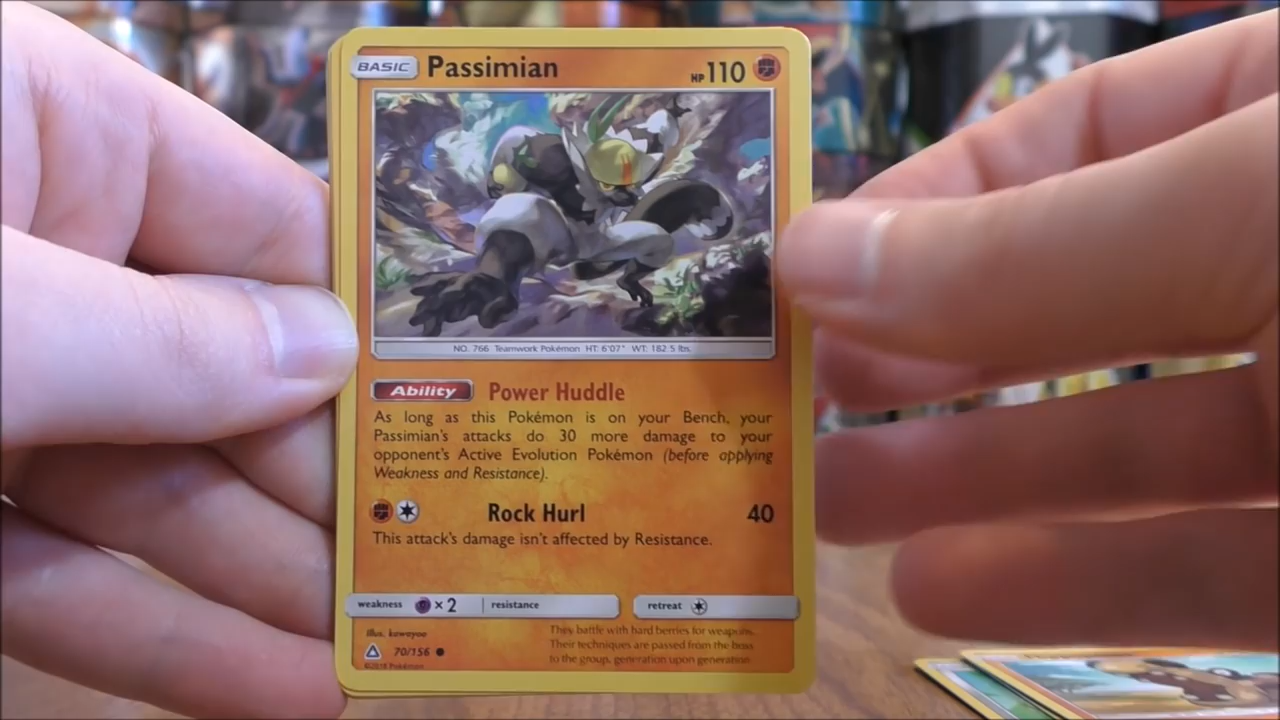 BASIC Passimian HP 110
NO. 766 Teamwork Pokémon HT: 6'07" WT: 182.5 lbs.
Ability Power Huddle
As long as this Pokémon is on your Bench, your
Passimian's attacks do 30 more damage to your
opponent's Active Evolution Pokémon (before applying
Weakness and Resistance).
Rock Hurl 40
This attack's damage isn't affected by Resistance.
weakness ×2 resistance retreat
illus. kawayoo
70/156
©2018 Pokémon
They battle with hard berries for weapons.
Their techniques are passed from the boss
to the group, generation upon generation.